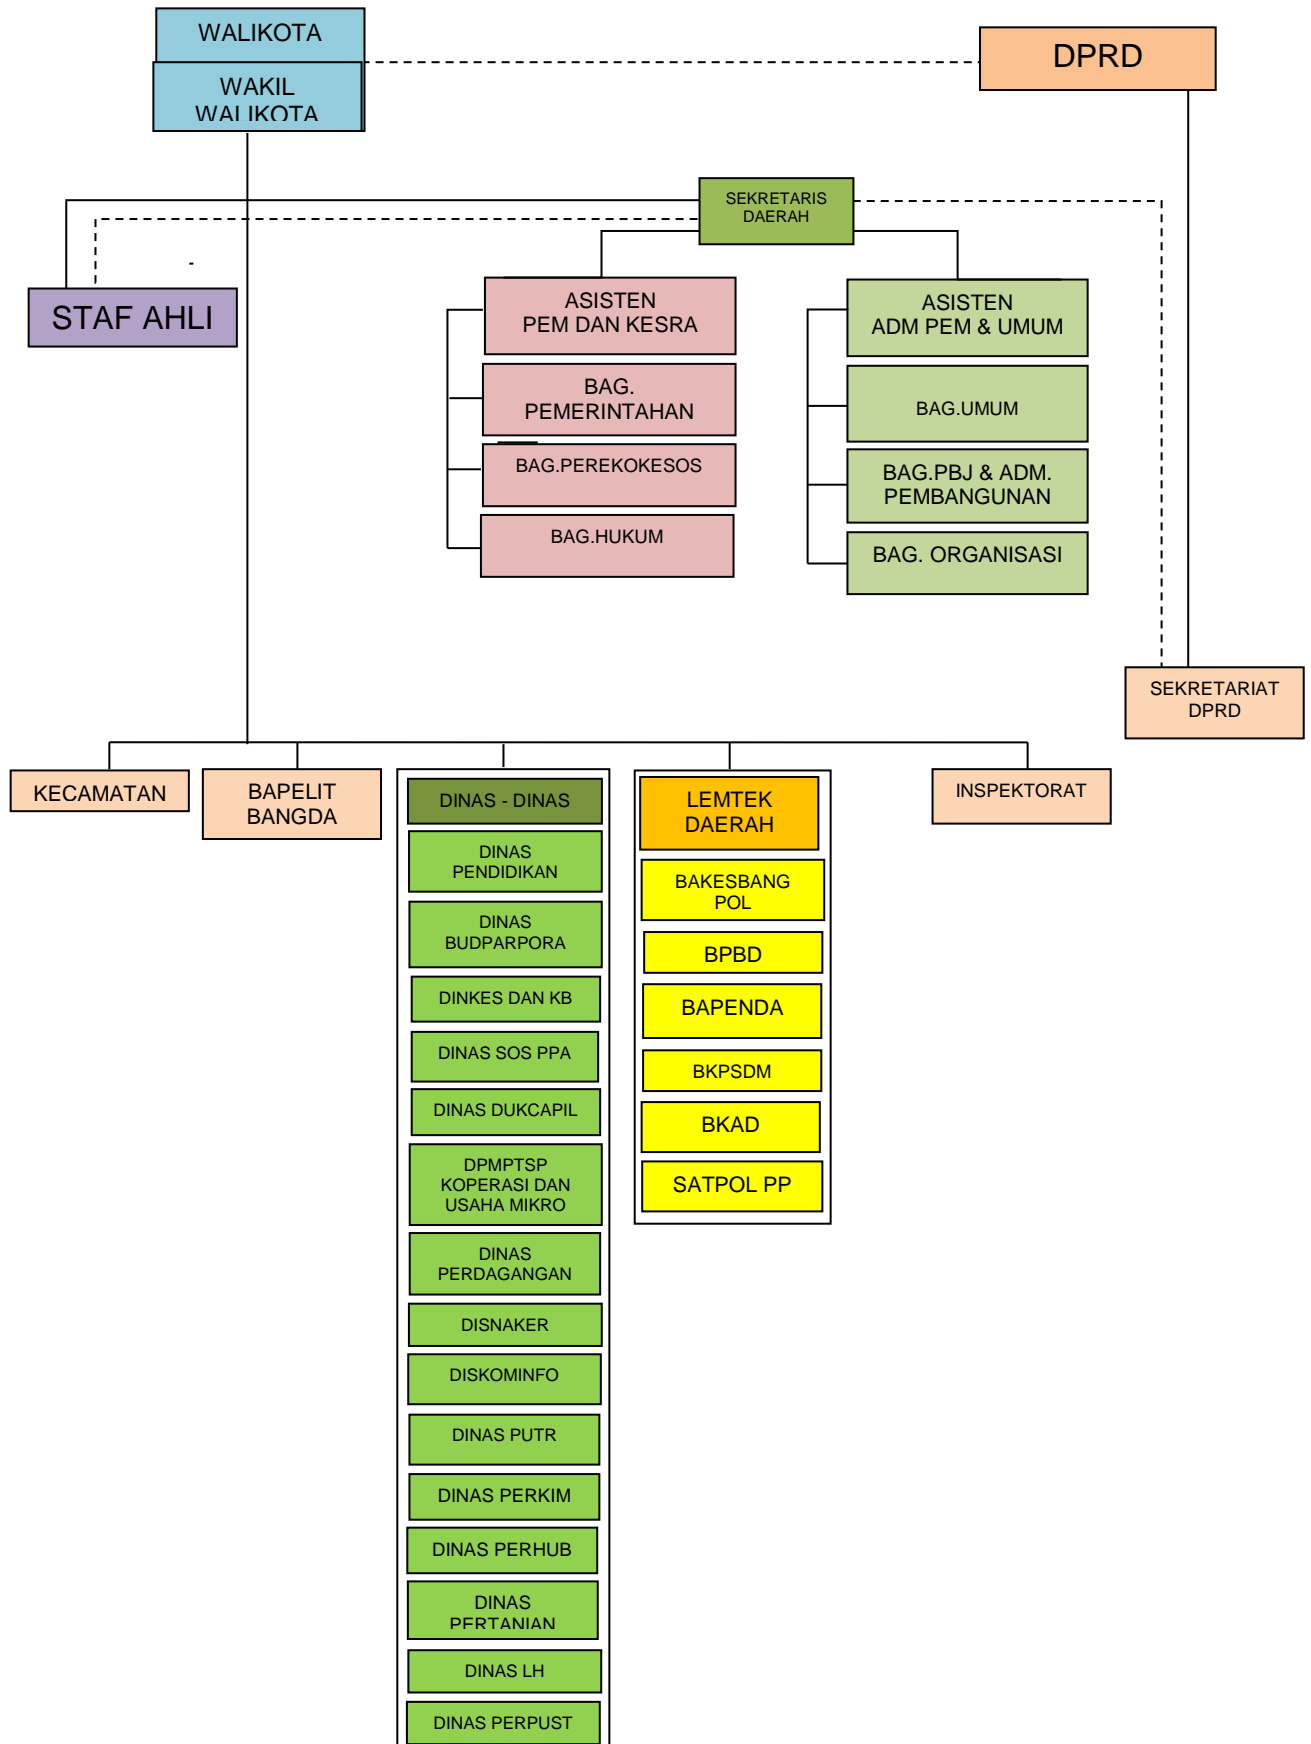 WALIKOTA
WAKIL
WALIKOTA
DPRD
SEKRETARIS
DAERAH
-
STAF AHLI
ASISTEN
PEM DAN KESRA
BAG.
PEMERINTAHAN
BAG.PEREKOKESOS
BAG.HUKUM
ASISTEN
ADM PEM & UMUM
BAG.UMUM
BAG.PBJ & ADM.
PEMBANGUNAN
BAG. ORGANISASI
SEKRETARIAT
DPRD
KECAMATAN
BAPELIT
BANGDA
DINAS - DINAS
DINAS
PENDIDIKAN
DINAS
BUDPARPORA
DINKES DAN KB
DINAS SOS PPA
DINAS DUKCAPIL
DPMPTSP
KOPERASI DAN
USAHA MIKRO
DINAS
PERDAGANGAN
DISNAKER
DISKOMINFO
DINAS PUTR
DINAS PERKIM
DINAS PERHUB
DINAS
PERTANIAN
DINAS LH
DINAS PERPUST
LEMTEK
DAERAH
BAKESBANG
POL
BPBD
BAPENDA
BKPSDM
BKAD
SATPOL PP
INSPEKTORAT